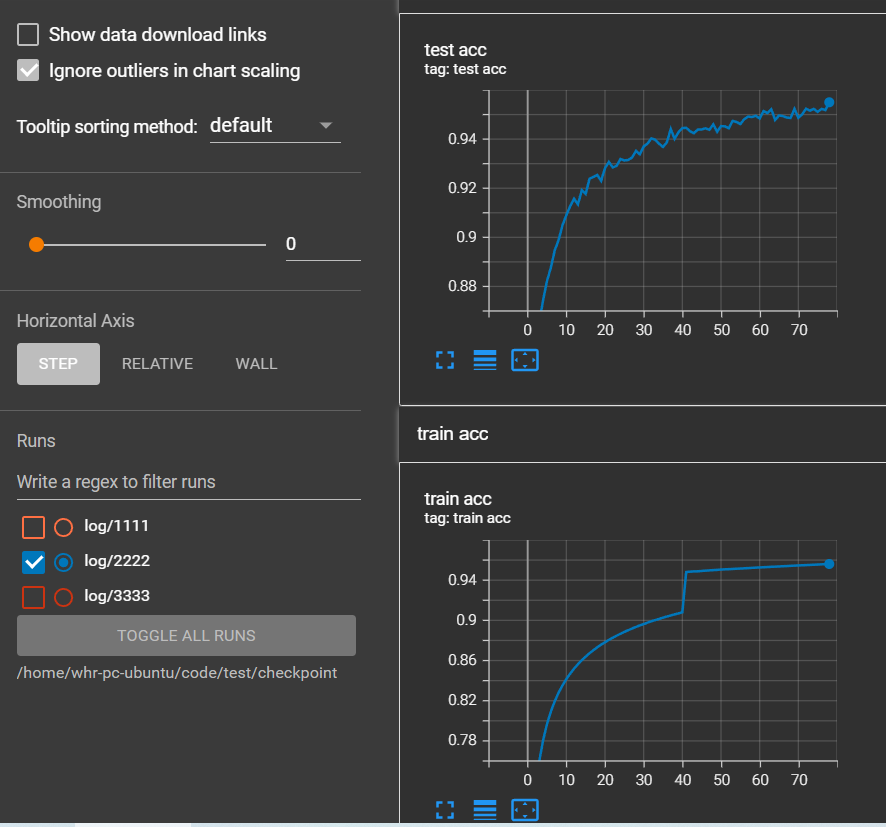 Show data download links
Ignore outliers in chart scaling
Tooltip sorting method: default
Smoothing
0
Horizontal Axis
STEP RELATIVE WALL
Runs
Write a regex to filter runs
log/1111
log/2222
log/3333
TOGGLE ALL RUNS
/home/whr-pc-ubuntu/code/test/checkpoint
test acc
tag: test acc
0.94
0.92
0.9
0.88
0 10 20 30 40 50 60 70
train acc
train acc
tag: train acc
0.94
0.9
0.86
0.82
0.78
0 10 20 30 40 50 60 70